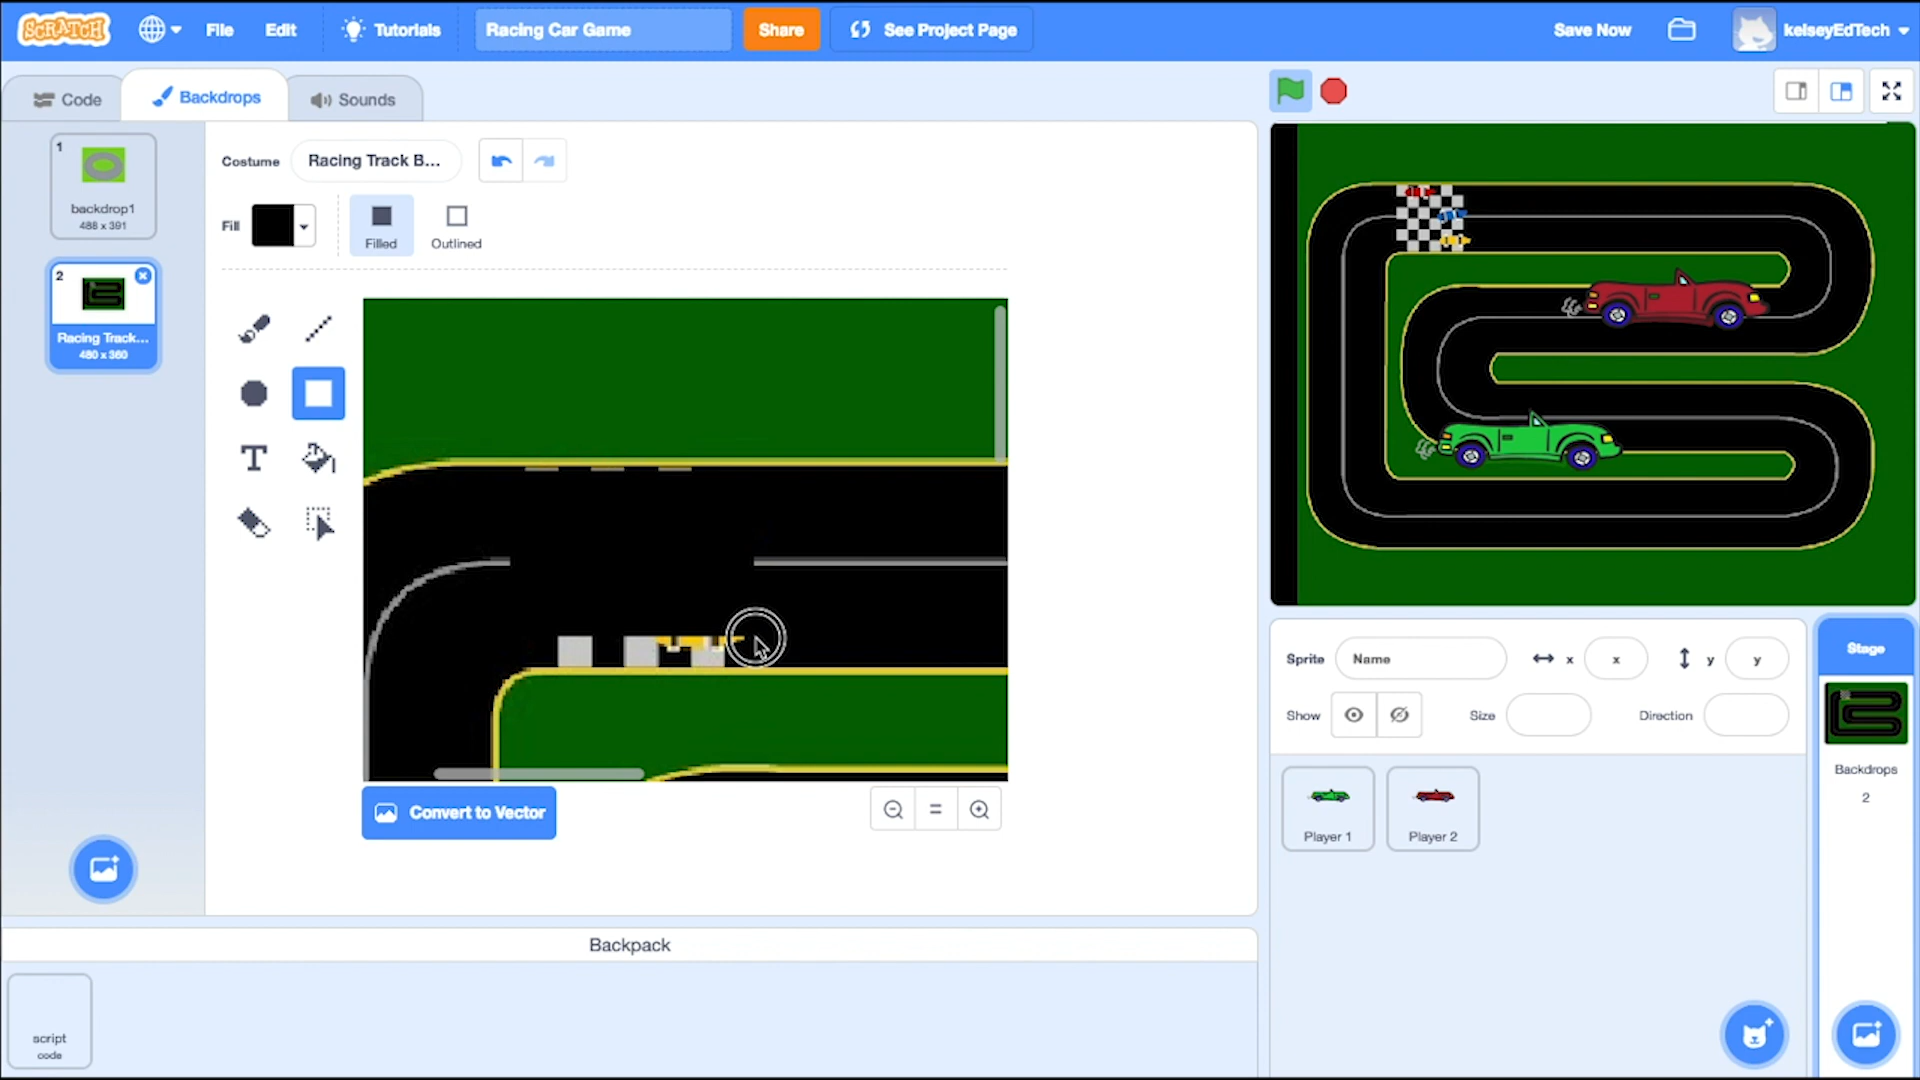 SCRATCH File Edit Tutorials Racing Car Game Share See Project Page Save Now kelseyEdTech
Code Backdrops Sounds
1
backdrop1
488 x 391
2
Racing Track...
480 x 360
Costume Racing Track B...
Fill Filled Outlined
T
Convert to Vector
=
Backpack
script
code
Sprite Name x x y y
Show Size Direction
Player 1 Player 2
Stage
Backdrops
2